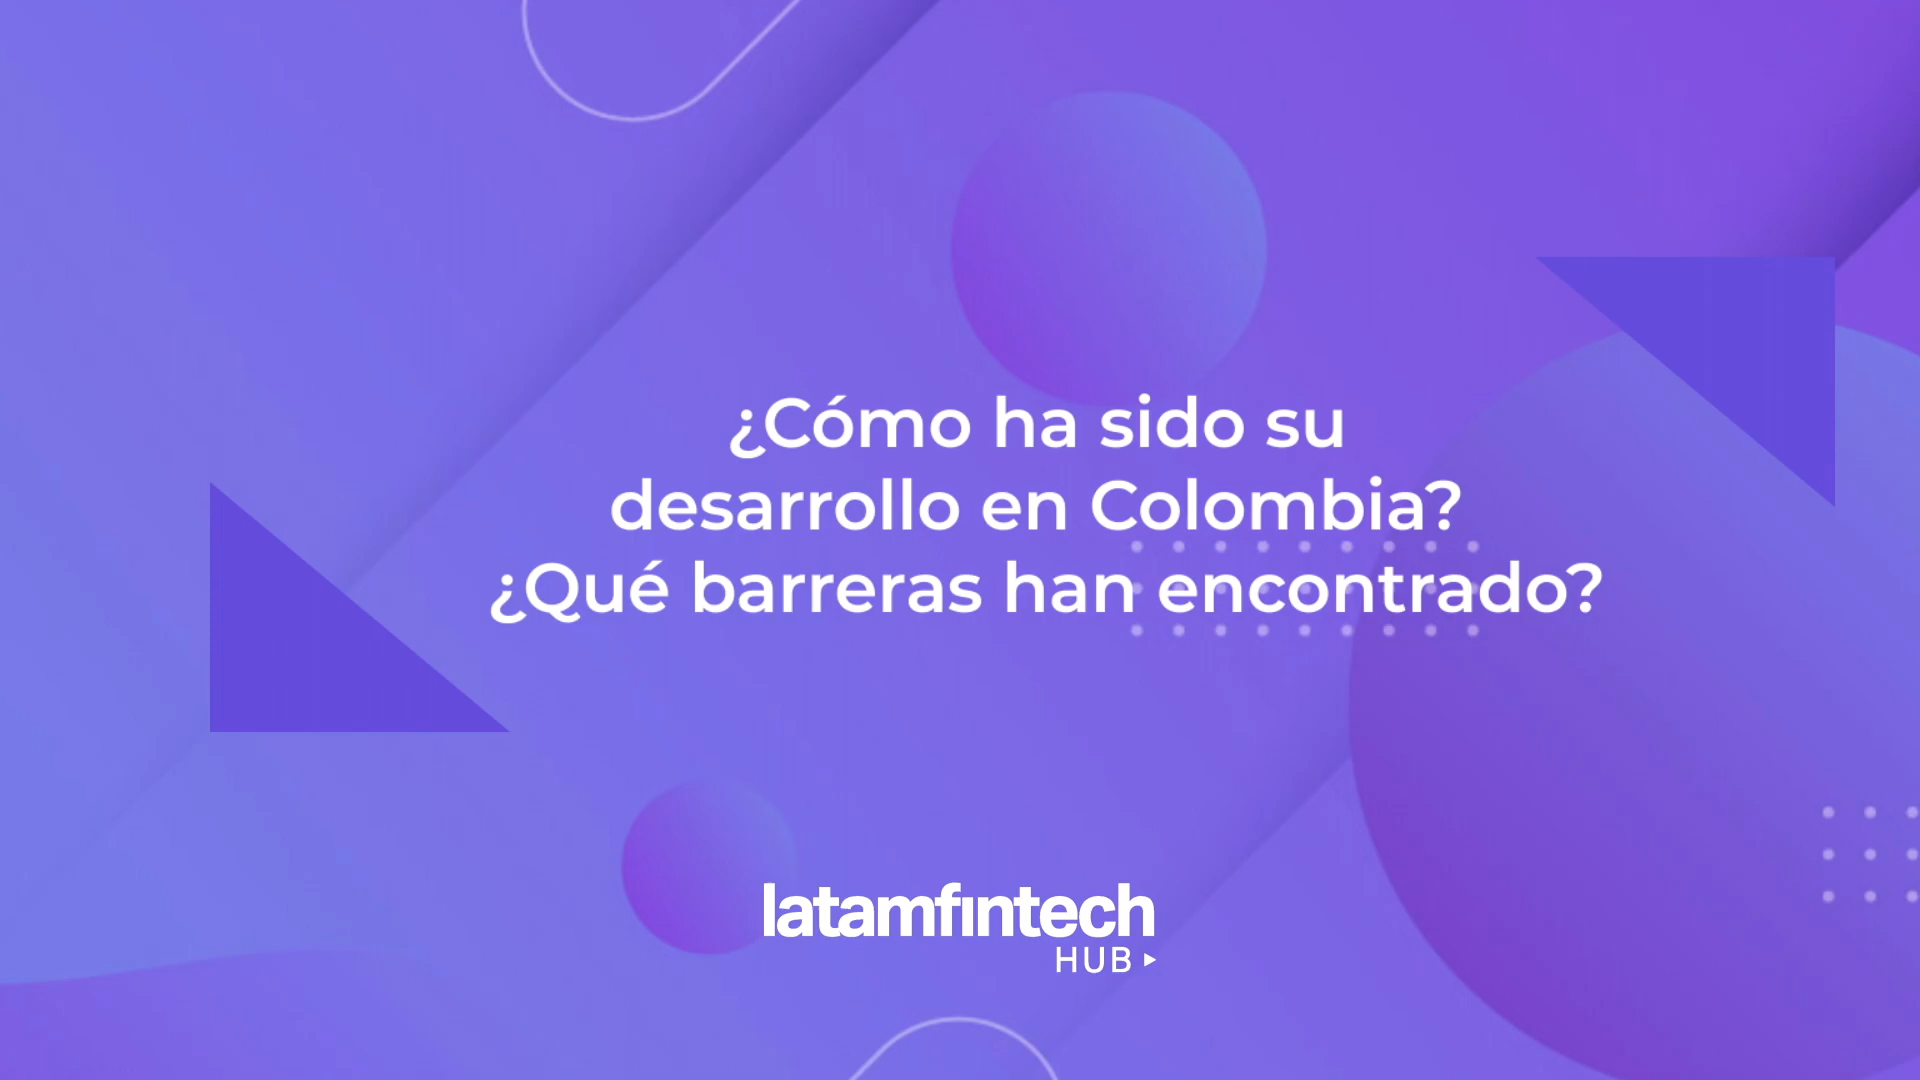 ¿Cómo ha sido su
desarrollo en Colombia?
¿Qué barreras han encontrado?
latamfintech
HUB